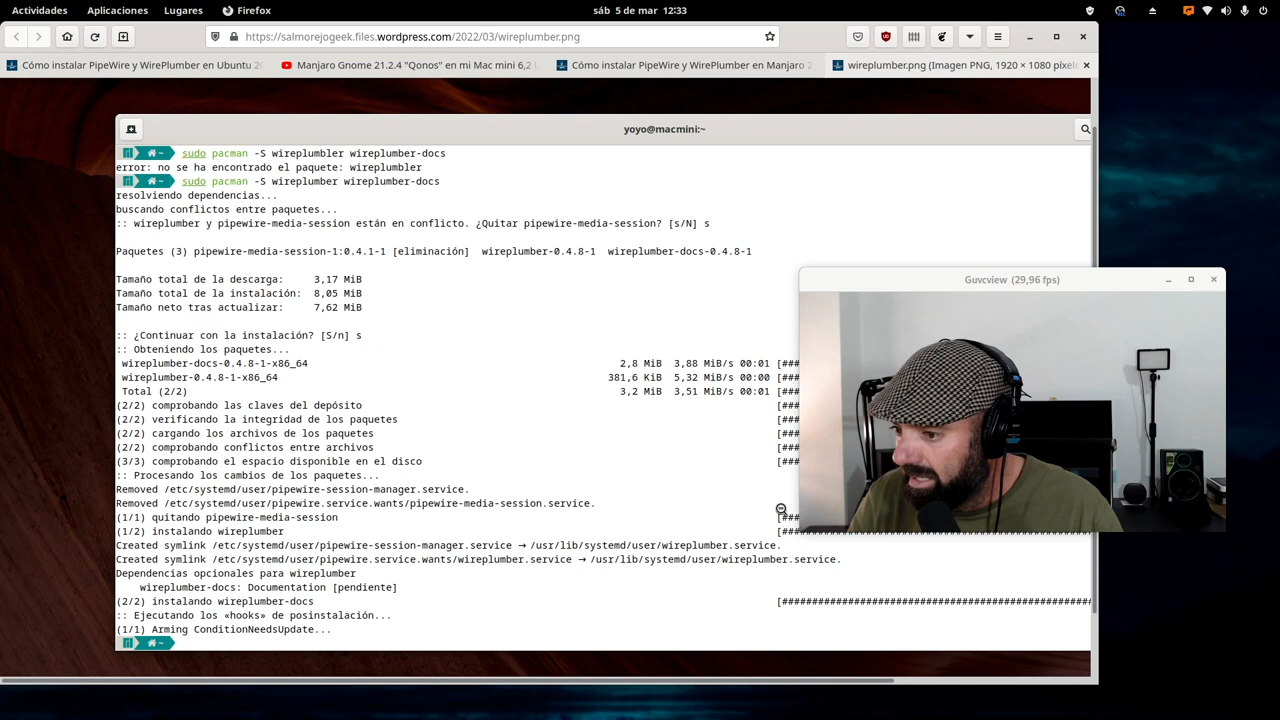 Actividades Aplicaciones Lugares Firefox sáb 5 de mar 12:33
https://salmorejogeek.files.wordpress.com/2022/03/wireplumber.png
Cómo instalar PipeWire y WirePlumber en Ubuntu 2
Manjaro Gnome 21.2.4 "Qonos" en mi Mac mini 6,2
Cómo instalar PipeWire y WirePlumber en Manjaro 2
wireplumber.png (Imagen PNG, 1920 × 1080 píxele
yoyo@macmini:~
~ sudo pacman -S wireplumbler wireplumber-docs
error: no se ha encontrado el paquete: wireplumbler
~ sudo pacman -S wireplumber wireplumber-docs
resolviendo dependencias...
buscando conflictos entre paquetes...
:: wireplumber y pipewire-media-session están en conflicto. ¿Quitar pipewire-media-session? [s/N] s
Paquetes (3) pipewire-media-session-1:0.4.1-1 [eliminación] wireplumber-0.4.8-1 wireplumber-docs-0.4.8-1
Tamaño total de la descarga: 3,17 MiB
Tamaño total de la instalación: 8,05 MiB
Tamaño neto tras actualizar: 7,62 MiB
:: ¿Continuar con la instalación? [S/n] s
:: Obteniendo los paquetes...
wireplumber-docs-0.4.8-1-x86_64 2,8 MiB 3,88 MiB/s 00:01 [###
wireplumber-0.4.8-1-x86_64 381,6 KiB 5,32 MiB/s 00:00 [###
Total (2/2) 3,2 MiB 3,51 MiB/s 00:01 [###
(2/2) comprobando las claves del depósito [###
(2/2) verificando la integridad de los paquetes [###
(2/2) cargando los archivos de los paquetes [###
(2/2) comprobando conflictos entre archivos [###
(3/3) comprobando el espacio disponible en el disco [###
:: Procesando los cambios de los paquetes...
Removed /etc/systemd/user/pipewire-session-manager.service.
Removed /etc/systemd/user/pipewire.service.wants/pipewire-media-session.service.
(1/1) quitando pipewire-media-session [###
(1/2) instalando wireplumber [###
Created symlink /etc/systemd/user/pipewire-session-manager.service → /usr/lib/systemd/user/wireplumber.service.
Created symlink /etc/systemd/user/pipewire.service.wants/wireplumber.service → /usr/lib/systemd/user/wireplumber.service.
Dependencias opcionales para wireplumber
wireplumber-docs: Documentation [pendiente]
(2/2) instalando wireplumber-docs [####################################################
:: Ejecutando los «hooks» de posinstalación...
(1/1) Arming ConditionNeedsUpdate...
~
Guvcview (29,96 fps)